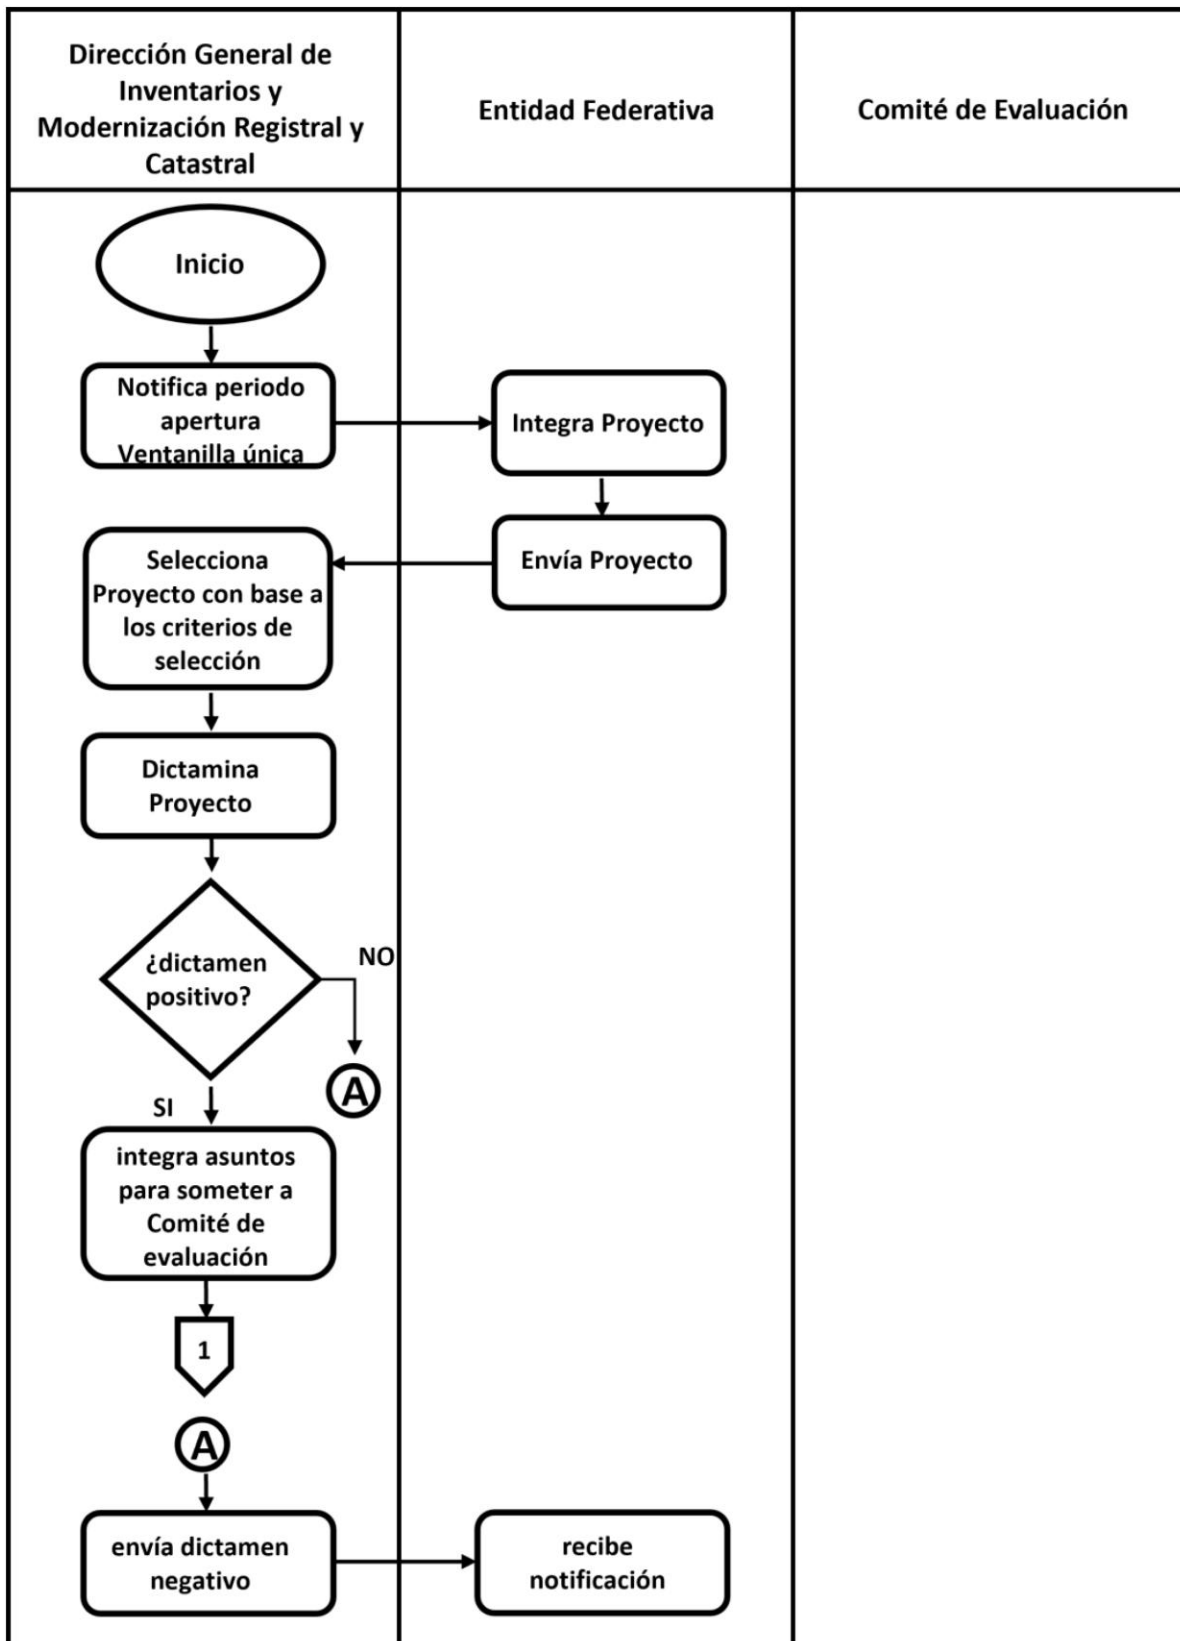 Dirección General de
Inventarios y
Modernización Registral y
Catastral
Entidad Federativa
Comité de Evaluación
Inicio
Notifica periodo
apertura
Ventanilla única
Integra Proyecto
Envía Proyecto
Selecciona
Proyecto con base a
los criterios de
selección
Dictamina
Proyecto
¿dictamen
positivo?
NO
A
SI
integra asuntos
para someter a
Comité de
evaluación
1
A
envía dictamen
negativo
recibe
notificación